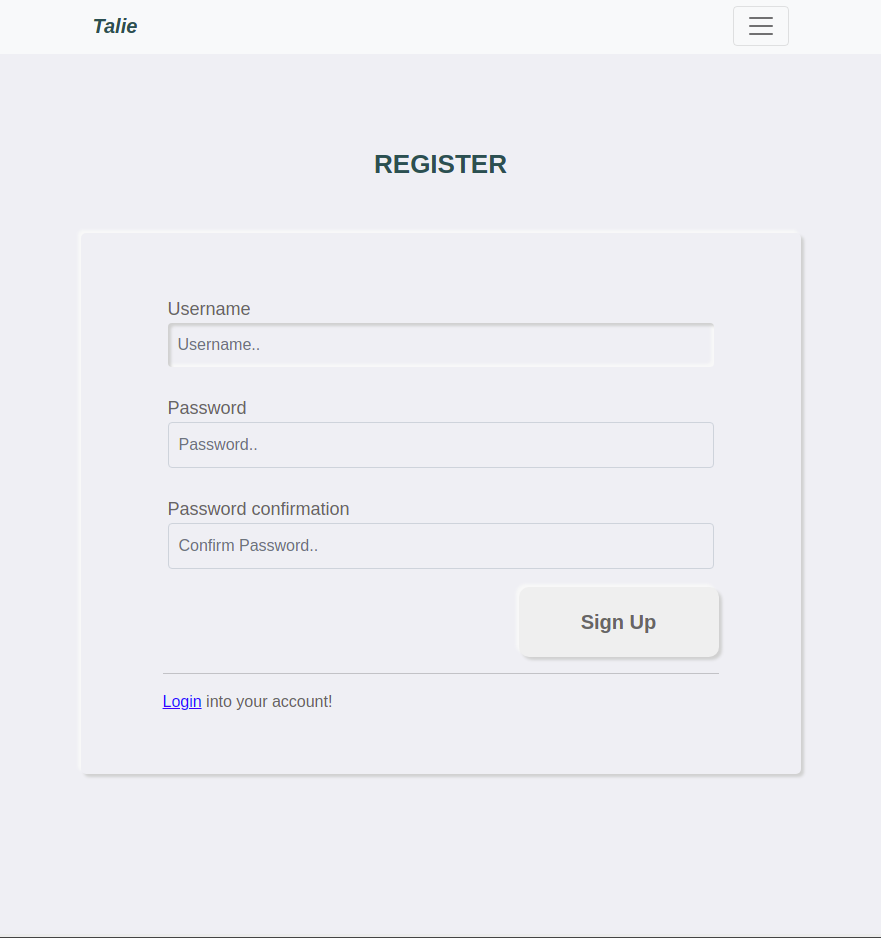 Talie
REGISTER
Username
Username..
Password
Password..
Password confirmation
Confirm Password..
Sign Up
Login into your account!